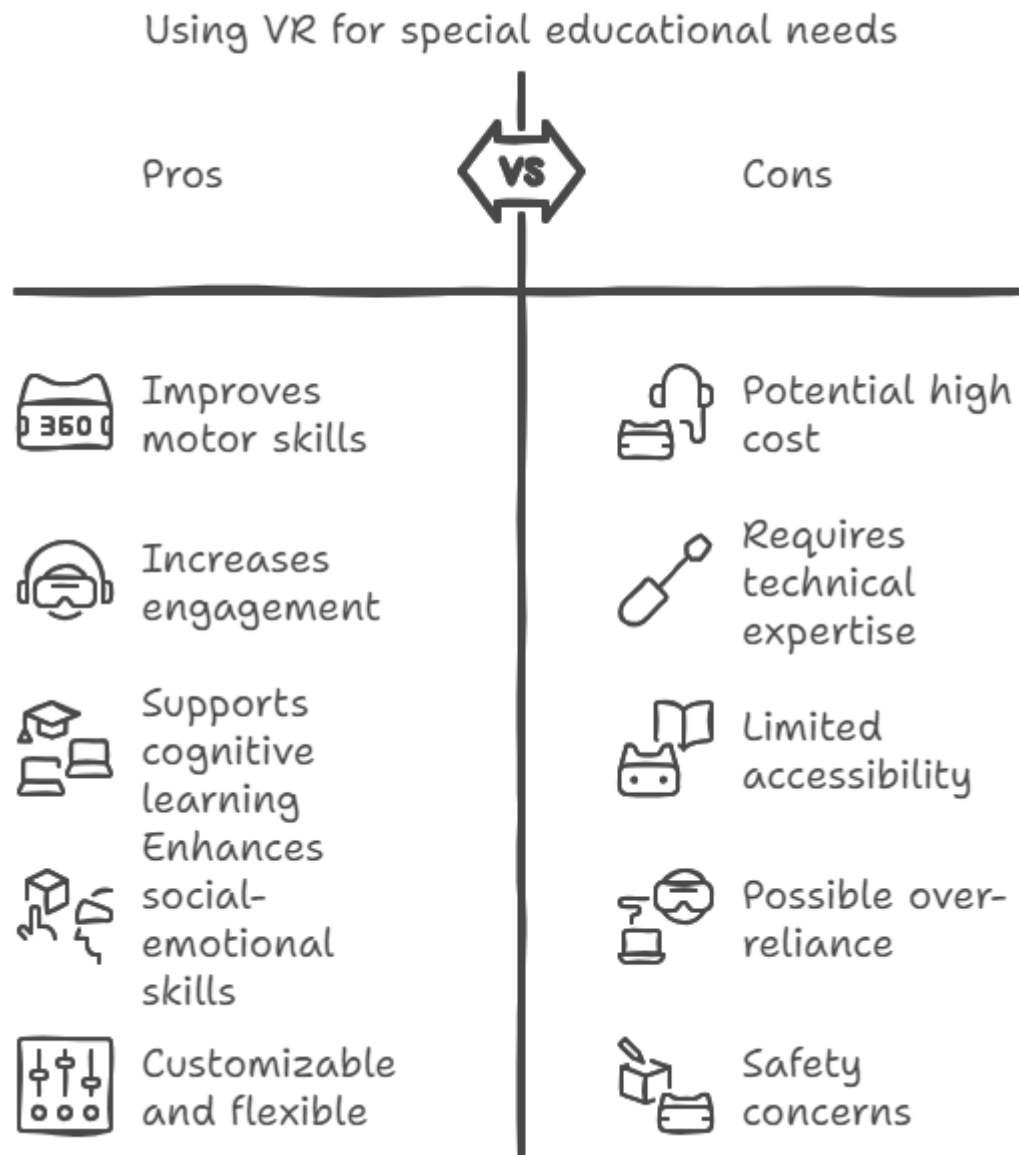 Using VR for special educational needs
Pros
VS
Cons
360
Improves
motor skills
Increases
engagement
Supports
cognitive
learning
Enhances
social-
emotional
skills
Customizable
and flexible
Potential high
cost
Requires
technical
expertise
Limited
accessibility
Possible over-
reliance
Safety
concerns